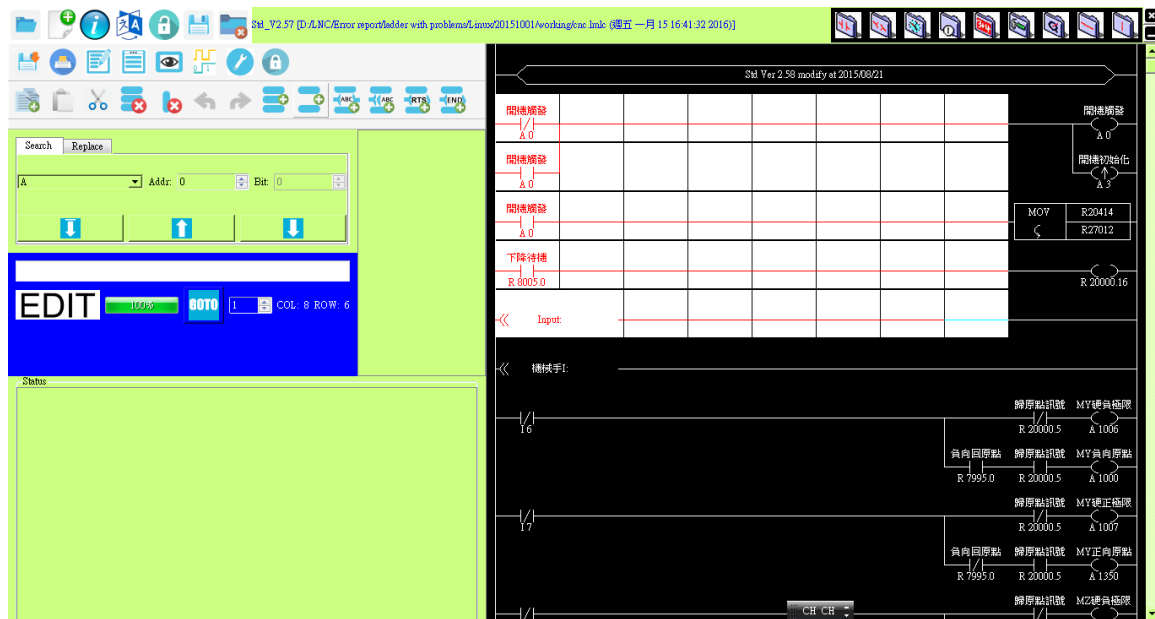 Std_V2.57 [D:/LNC/Error report/ladder with problems/Linux/20151001/working/cnc.lmlc (週五 一月 15 16:41:32 2016)]
(ABC
((ABC
(RTS)
(END)
Search Replace
A Addr: 0 Bit: 0
EDIT 100% GOTO 1 COL: 8 ROW: 6
Status
Std Ver 2.58 modify at 2015/08/21
開機觸發 開機觸發
A 0 A 0
開機觸發 開機初始化
A 0 A 3
開機觸發 MOV R20414
A 0 R27012
下降待機
R 8005.0 R 20000.16
Input:
機械手I:
歸原點訊號 MY硬負極限
I 6 R 20000.5 A 1006
負向回原點 歸原點訊號 MY負向原點
R 7995.0 R 20000.5 A 1000
歸原點訊號 MY硬正極限
I 7 R 20000.5 A 1007
負向回原點 歸原點訊號 MY正向原點
R 7995.0 R 20000.5 A 1350
歸原點訊號 MZ硬負極限
CH CH